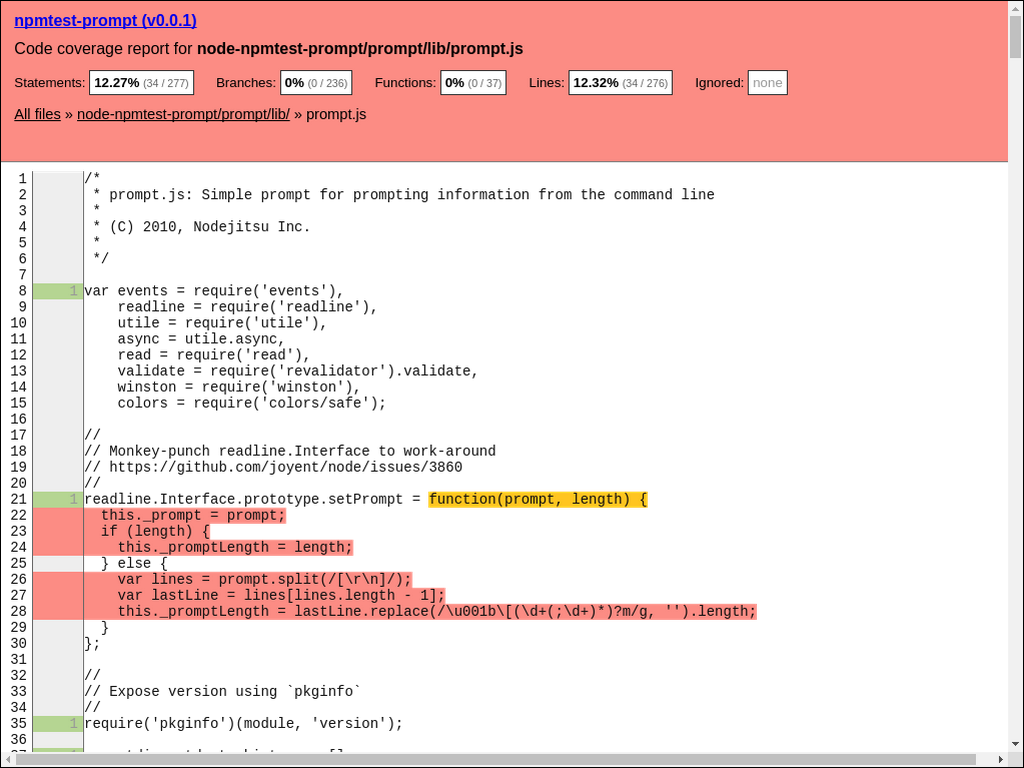 npmtest-prompt (v0.0.1)
Code coverage report for node-npmtest-prompt/prompt/lib/prompt.js
Statements: 12.27% (34 / 277) Branches: 0% (0 / 236) Functions: 0% (0 / 37) Lines: 12.32% (34 / 276) Ignored: none
All files » node-npmtest-prompt/prompt/lib/ » prompt.js
1 /*
2  * prompt.js: Simple prompt for prompting information from the command line
3  *
4  * (C) 2010, Nodejitsu Inc.
5  *
6  */
7
8 1 var events = require('events'),
9     readline = require('readline'),
10     utile = require('utile'),
11     async = utile.async,
12     read = require('read'),
13     validate = require('revalidator').validate,
14     winston = require('winston'),
15     colors = require('colors/safe');
16
17 //
18 // Monkey-punch readline.Interface to work-around
19 // https://github.com/joyent/node/issues/3860
20 //
21 1 readline.Interface.prototype.setPrompt = function(prompt, length) {
22   this._prompt = prompt;
23   if (length) {
24     this._promptLength = length;
25   } else {
26     var lines = prompt.split(/[\r\n]/);
27     var lastLine = lines[lines.length - 1];
28     this._promptLength = lastLine.replace(/\u001b\[(\d+(;\d+)*)?m/g, '').length;
29   }
30 };
31
32 //
33 // Expose version using `pkginfo`
34 //
35 1 require('pkginfo')(module, 'version');
36